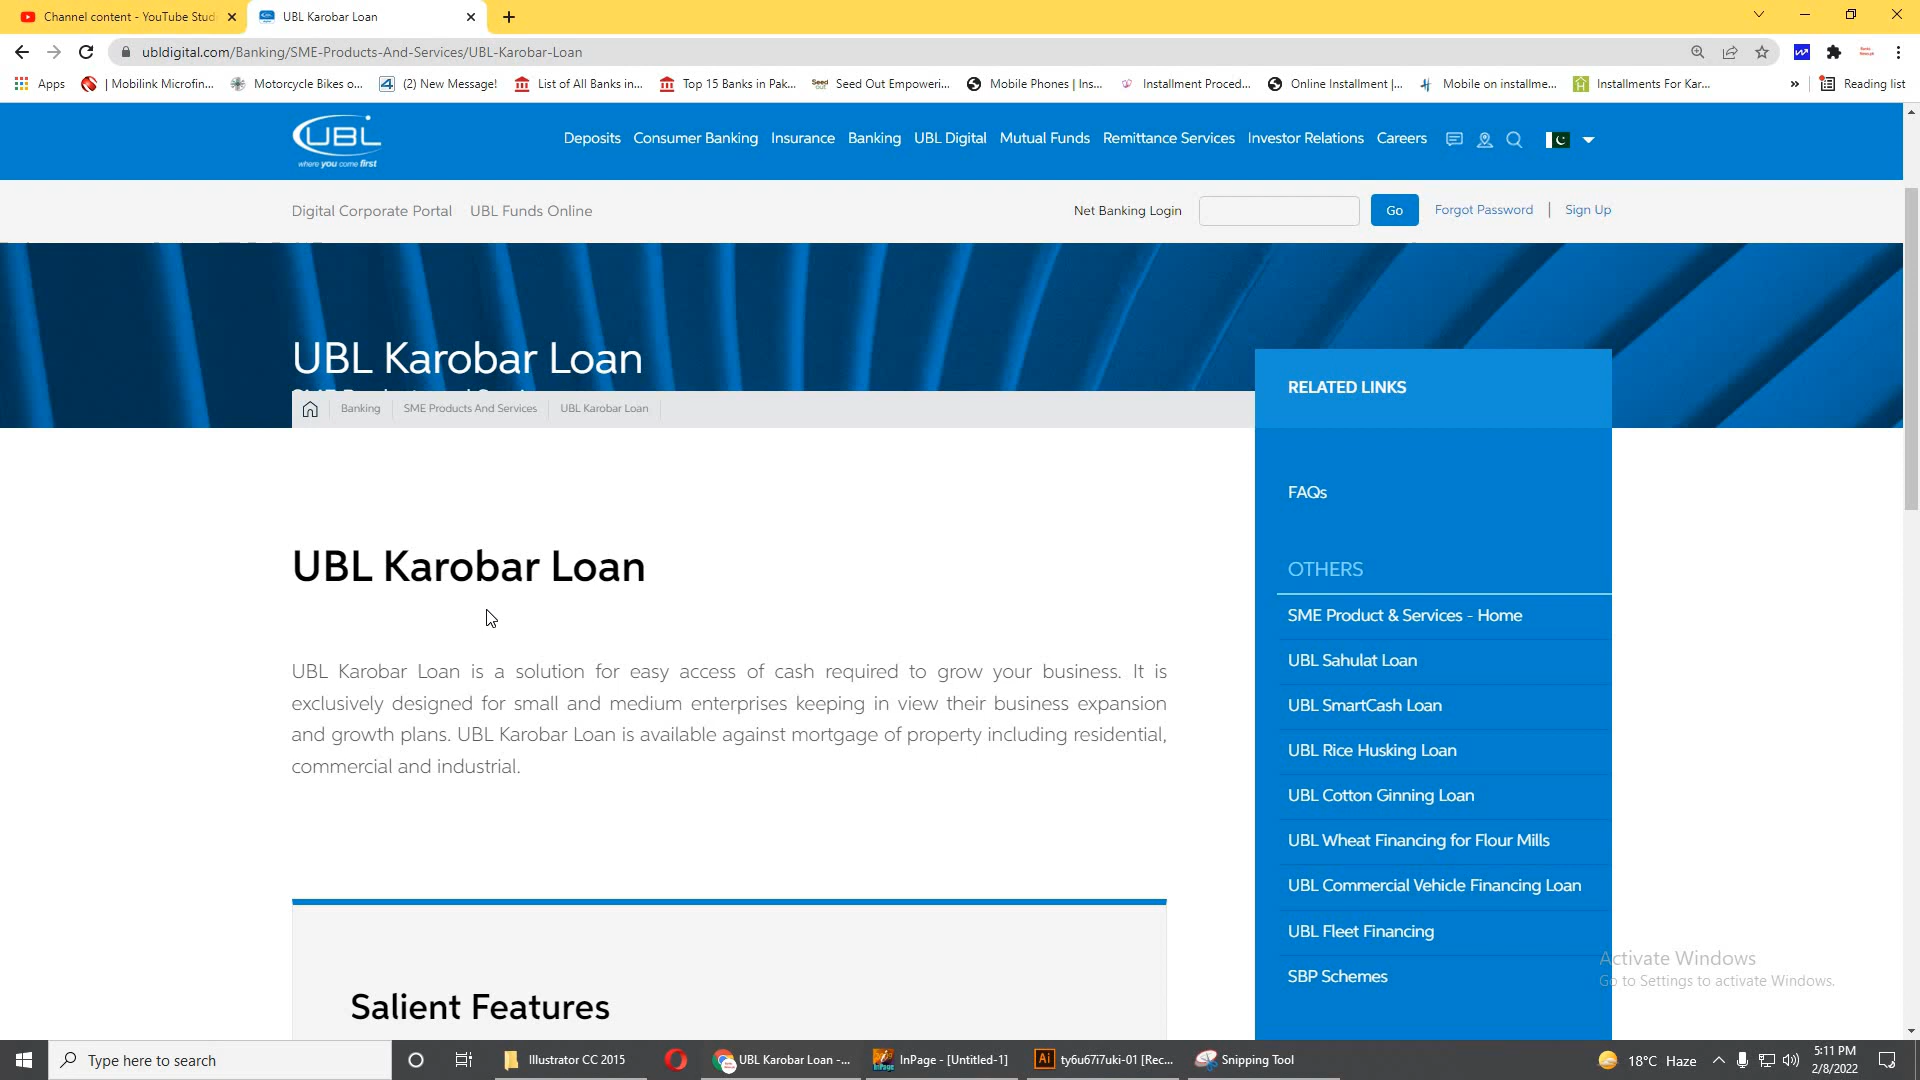 Channel content - YouTube Stud
UBL Karobar Loan
ubldigital.com/Banking/SME-Products-And-Services/UBL-Karobar-Loan
Apps
| Mobilink Microfin...
Motorcycle Bikes o...
(2) New Message!
List of All Banks in...
Top 15 Banks in Pak...
Seed Out Empoweri...
Mobile Phones | Ins...
Installment Proced...
Online Installment |...
Mobile on installme...
Installments For Kar...
»
Reading list
UBL
where you come first
Deposits
Consumer Banking
Insurance
Banking
UBL Digital
Mutual Funds
Remittance Services
Investor Relations
Careers
Digital Corporate Portal
UBL Funds Online
Net Banking Login
Go
Forgot Password
|
Sign Up
UBL Karobar Loan
Banking
SME Products And Services
UBL Karobar Loan
RELATED LINKS
FAQs
OTHERS
SME Product & Services - Home
UBL Sahulat Loan
UBL SmartCash Loan
UBL Rice Husking Loan
UBL Cotton Ginning Loan
UBL Wheat Financing for Flour Mills
UBL Commercial Vehicle Financing Loan
UBL Fleet Financing
SBP Schemes
UBL Karobar Loan
UBL Karobar Loan is a solution for easy access of cash required to grow your business. It is
exclusively designed for small and medium enterprises keeping in view their business expansion
and growth plans. UBL Karobar Loan is available against mortgage of property including residential,
commercial and industrial.
Salient Features
Activate Windows
Go to Settings to activate Windows.
Type here to search
Illustrator CC 2015
UBL Karobar Loan -...
InPage - [Untitled-1]
Ai
ty6u67i7uki-01 [Rec...
Snipping Tool
18°C Haze
5:11 PM
2/8/2022